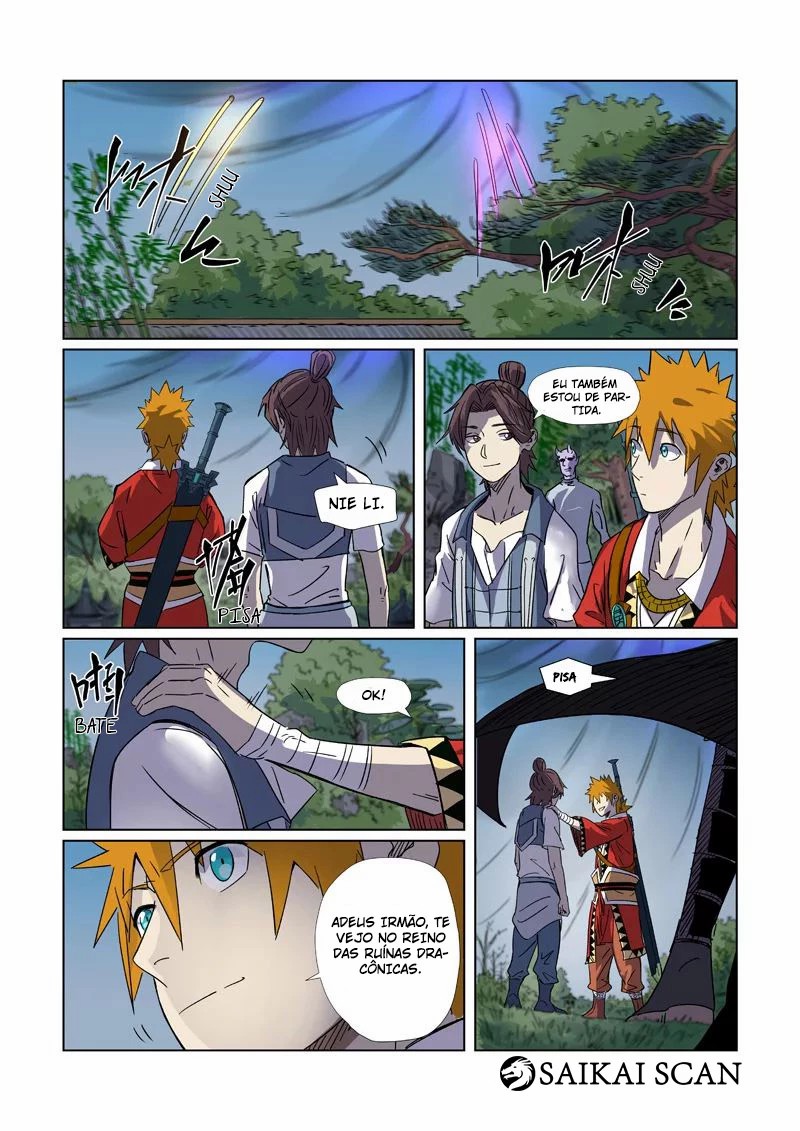 SHUU
SHUU
NIE LI.
PISA
EU TAMBÉM
ESTOU DE PAR-
TIDA.
BATE
OK!
PISA
ADEUS IRMÃO, TE
VEJO NO REINO
DAS RUÍNAS DRA-
CÔNICAS.
SAIKAI SCAN